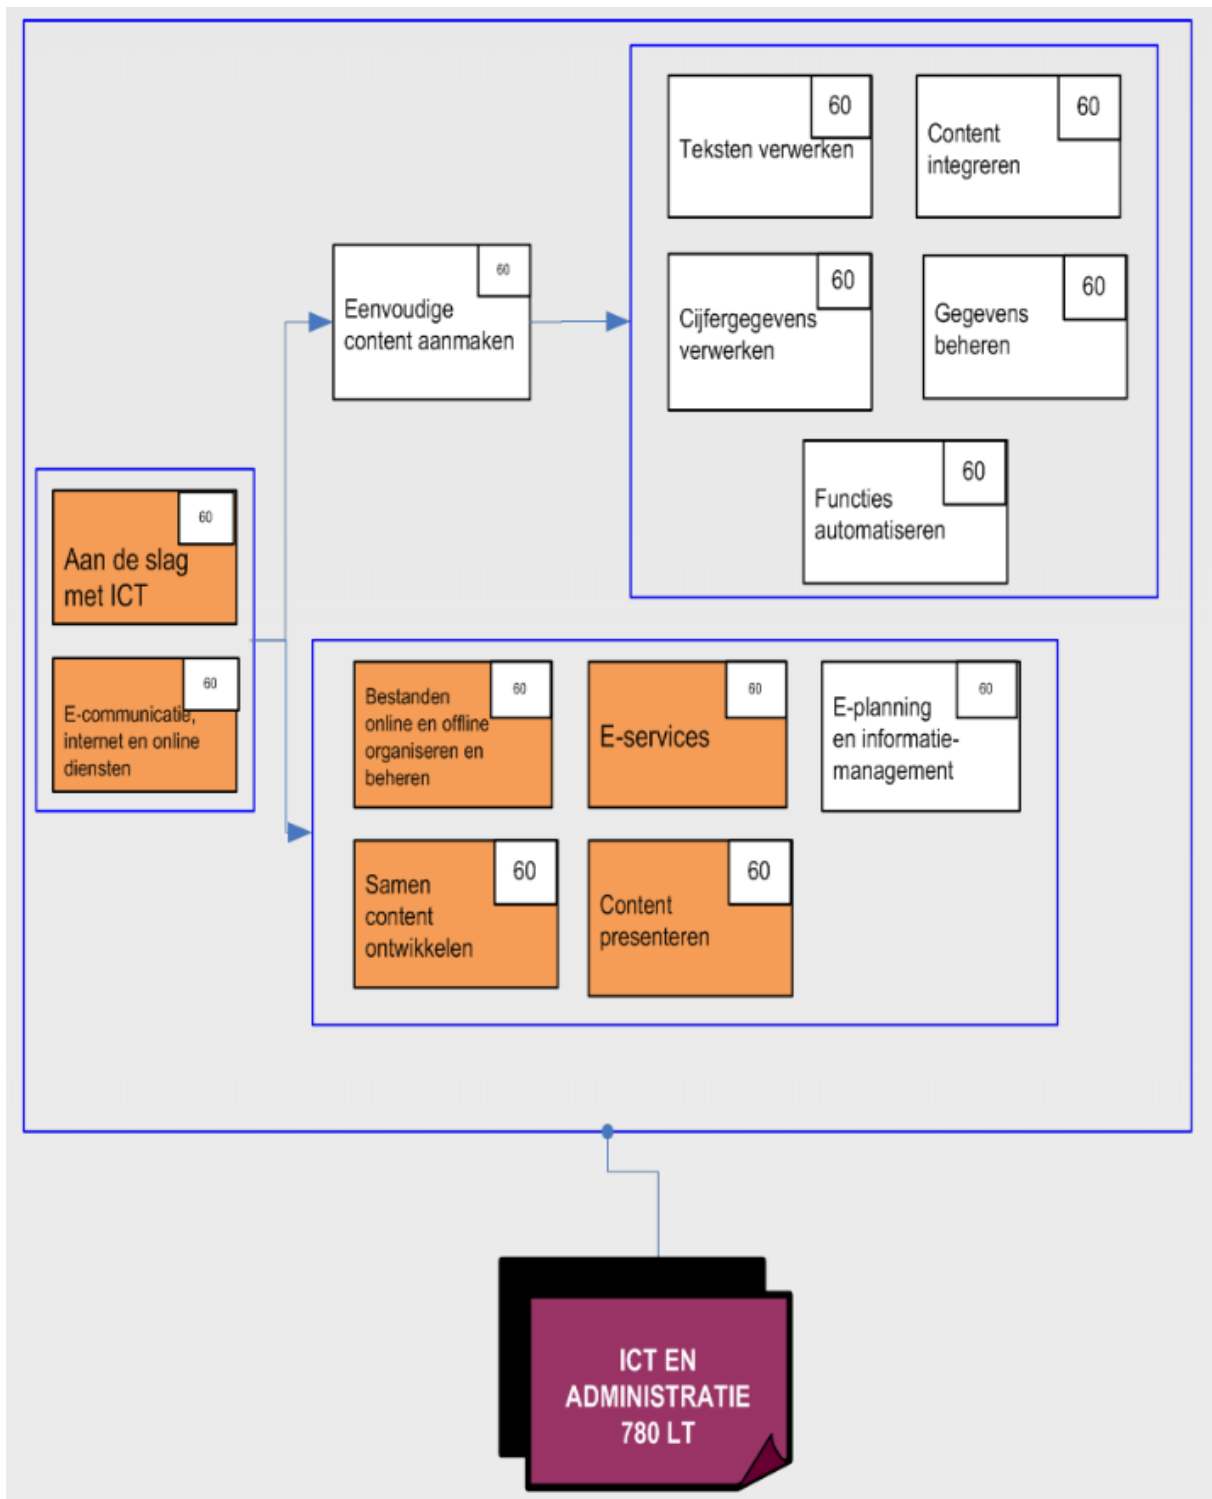 60
Teksten verwerken
60
Content
integreren
60
Eenvoudige
content aanmaken
60
Cijfergegevens
verwerken
60
Gegevens
beheren
60
Functies
automatiseren
60
Aan de slag
met ICT
60
E-communicatie,
internet en online
diensten
60
Bestanden
online en offline
organiseren en
beheren
60
E-services
60
E-planning
en informatie-
management
60
Samen
content
ontwikkelen
60
Content
presenteren
ICT EN
ADMINISTRATIE
780 LT